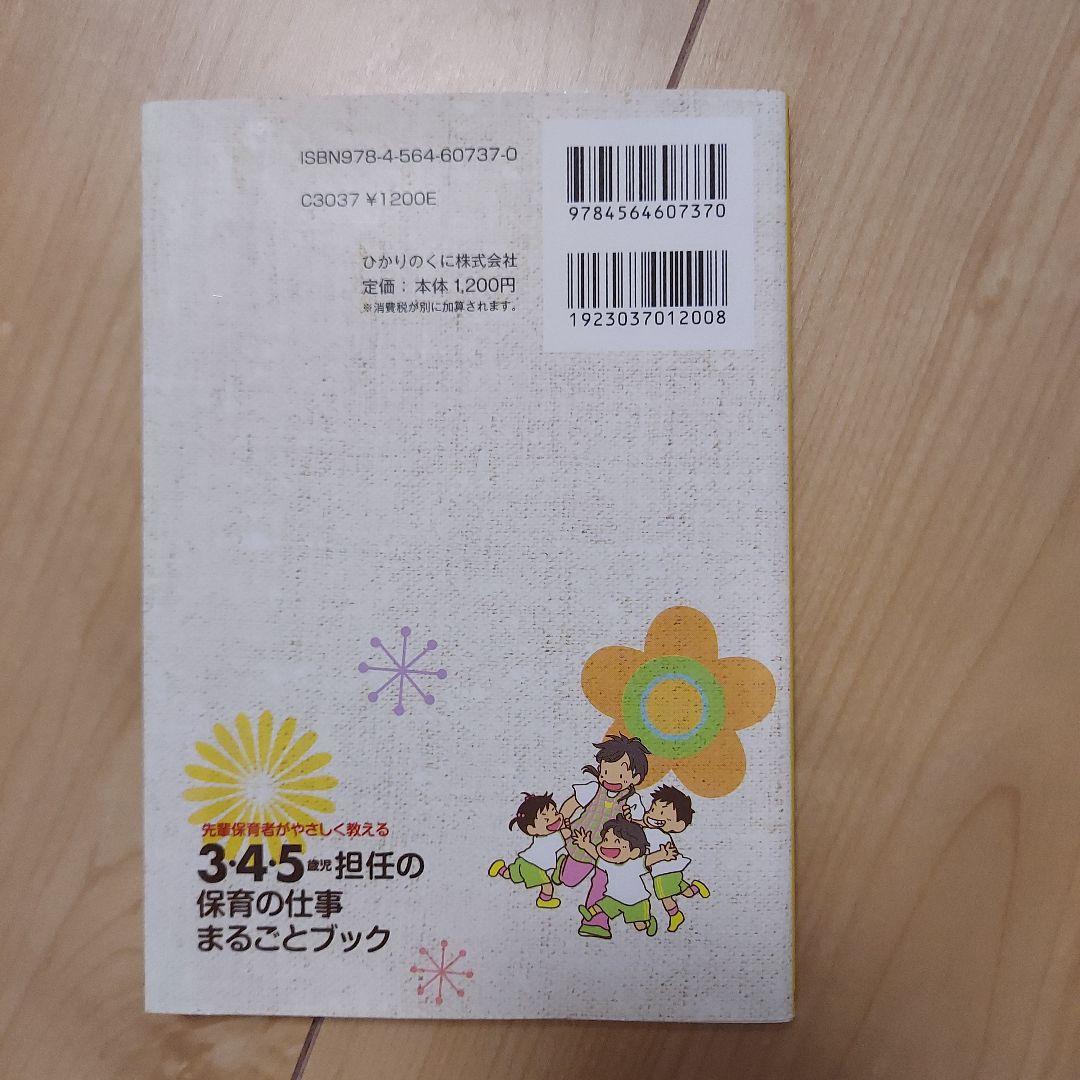 ISBN978-4-564-60737-0
C3037 ¥1200E
ひかりのくに株式会社
定価：本体1,200円
※消費税が別に加算されます。
9784564607370
1923037012008
先輩保育者がやさしく教える
3・4・5歳児担任の
保育の仕事
まるごとブック